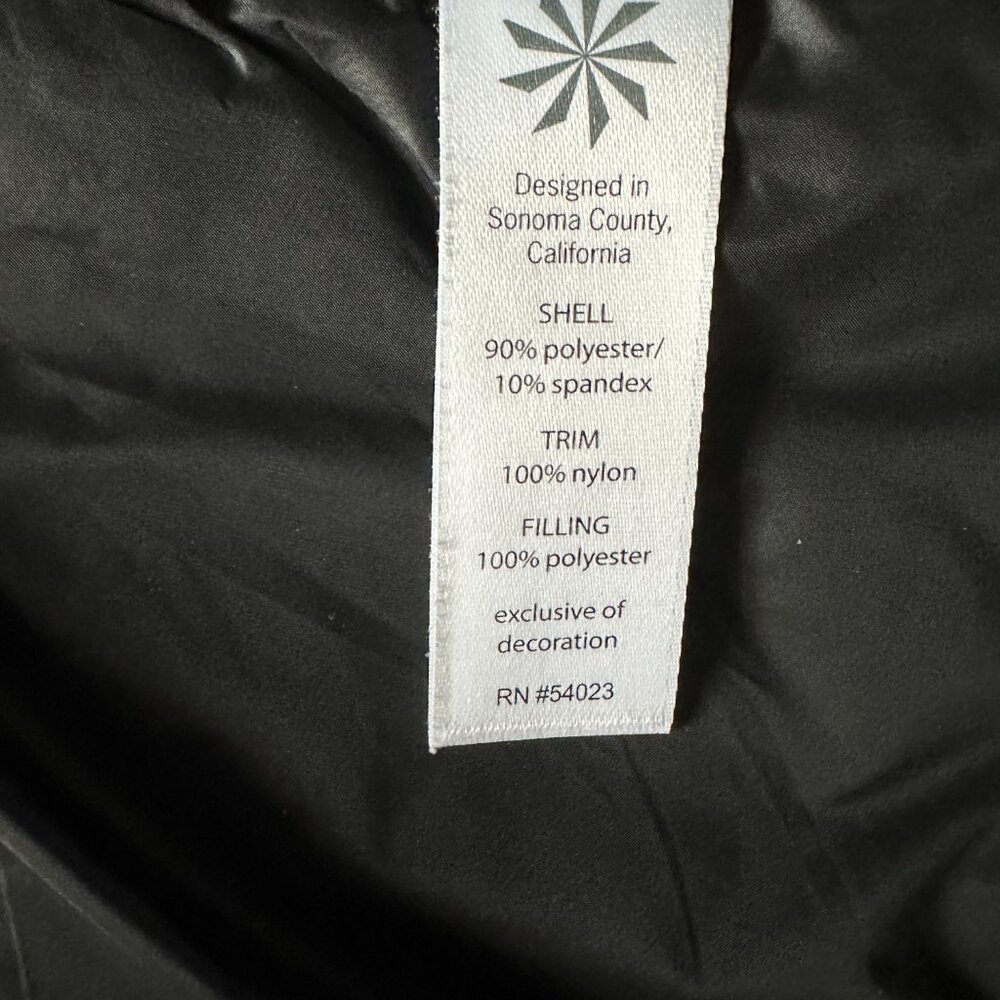 Designed in
Sonoma County,
California
SHELL
90% polyester/
10% spandex
TRIM
100% nylon
FILLING
100% polyester
exclusive of
decoration
RN #54023